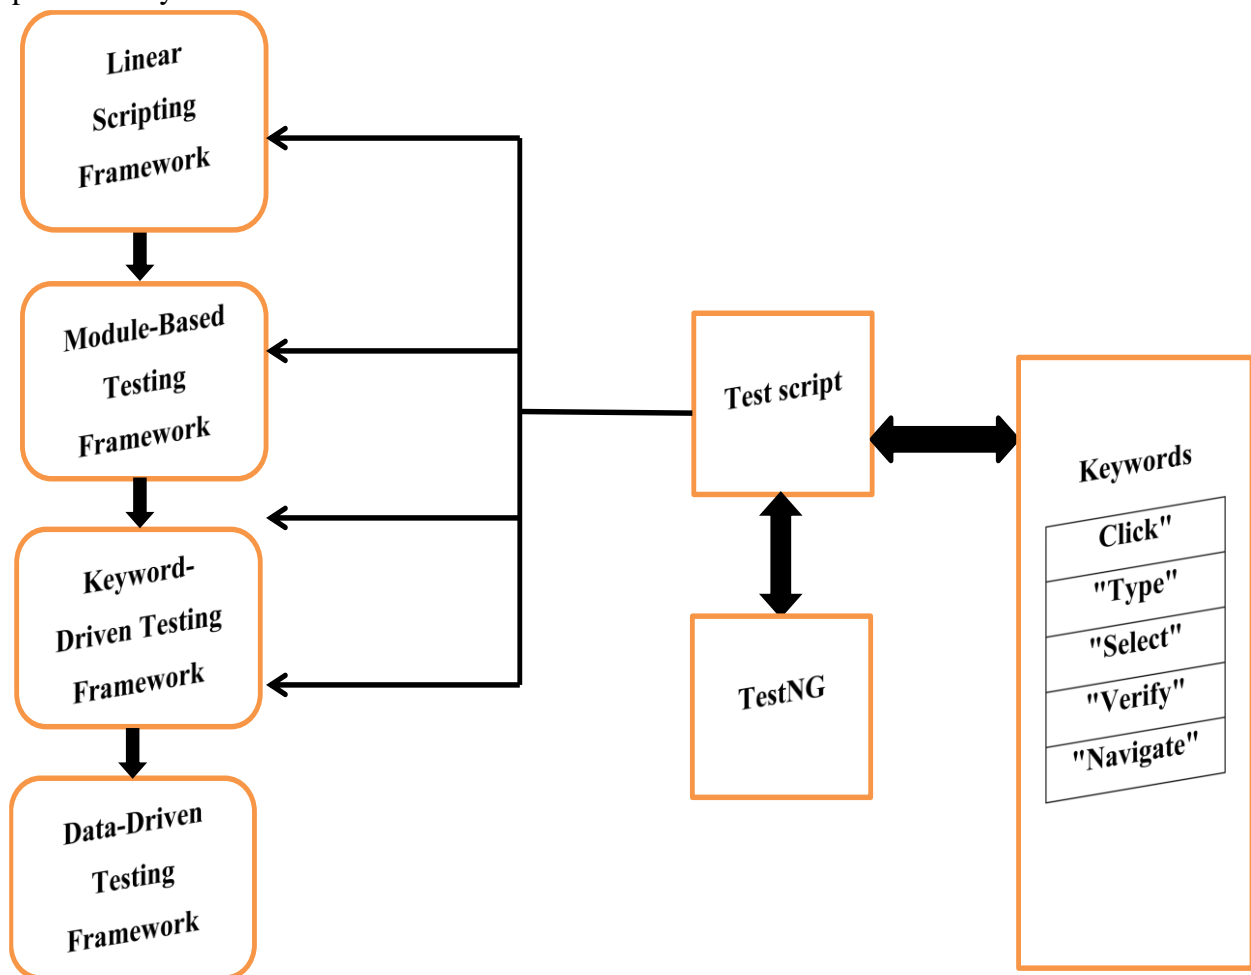 Linear
Scripting
Framework
Module-Based
Testing
Framework
Keyword-
Driven Testing
Framework
Data-Driven
Testing
Framework
Test script
TestNG
Keywords
Click"
"Type"
"Select"
"Verify"
"Navigate"